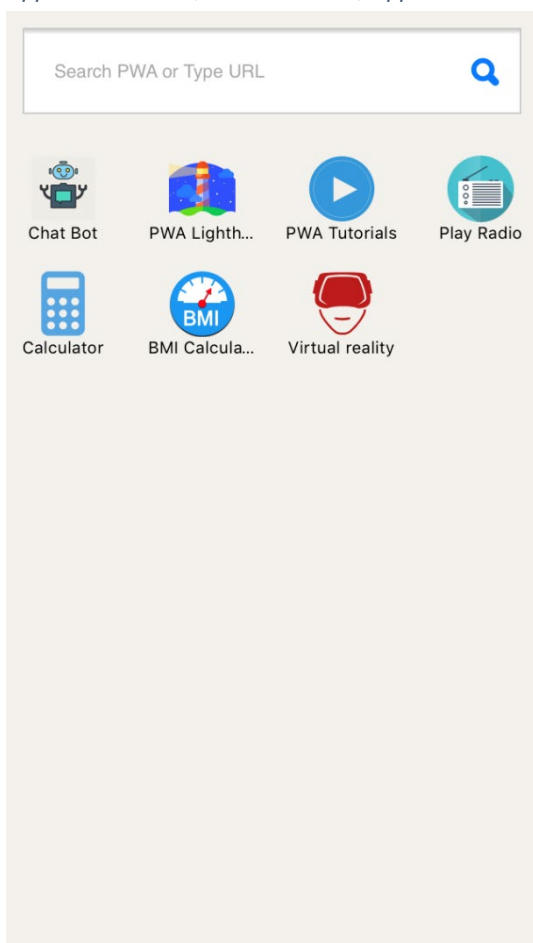 Search PWA or Type URL
Chat Bot
PWA Lighth...
PWA Tutorials
Play Radio
BMI
Calculator
BMI Calcula...
Virtual reality